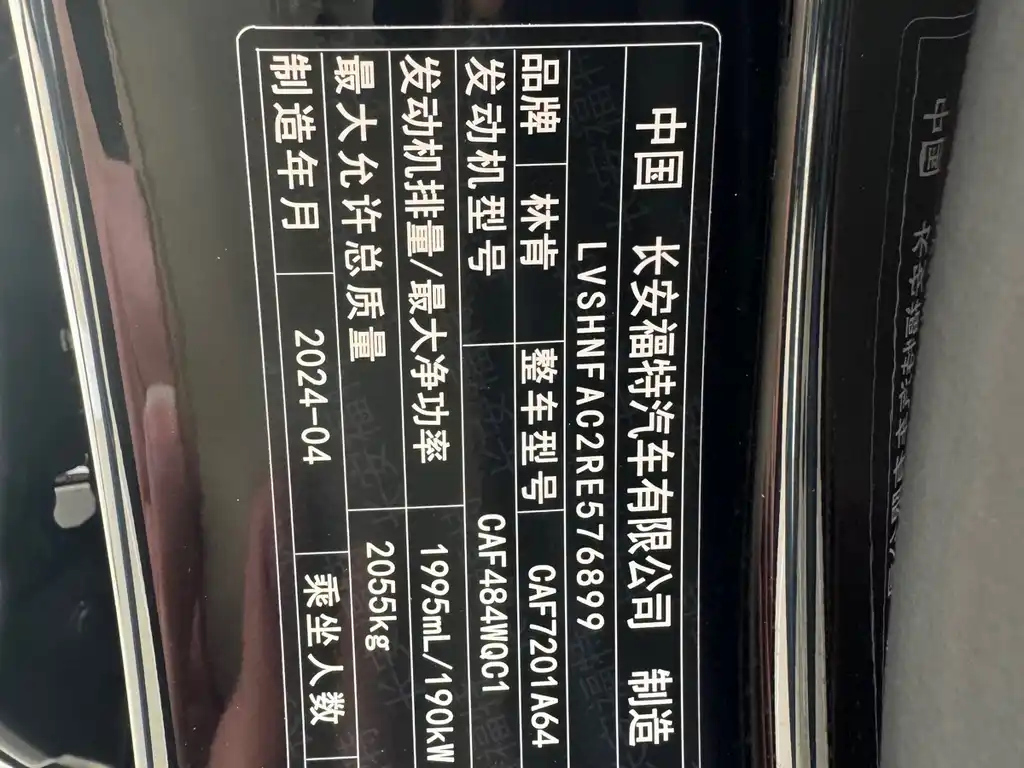 中国 长安福特汽车有限公司 制造
LVSHNFAC2RE576899
品牌 林肯 整车型号 CAF7201A64
发动机型号 CAF484WQC1
发动机排量/最大净功率 1995mL/190kW
最大允许总质量 2055kg
制造年月 2024-04 乘坐人数